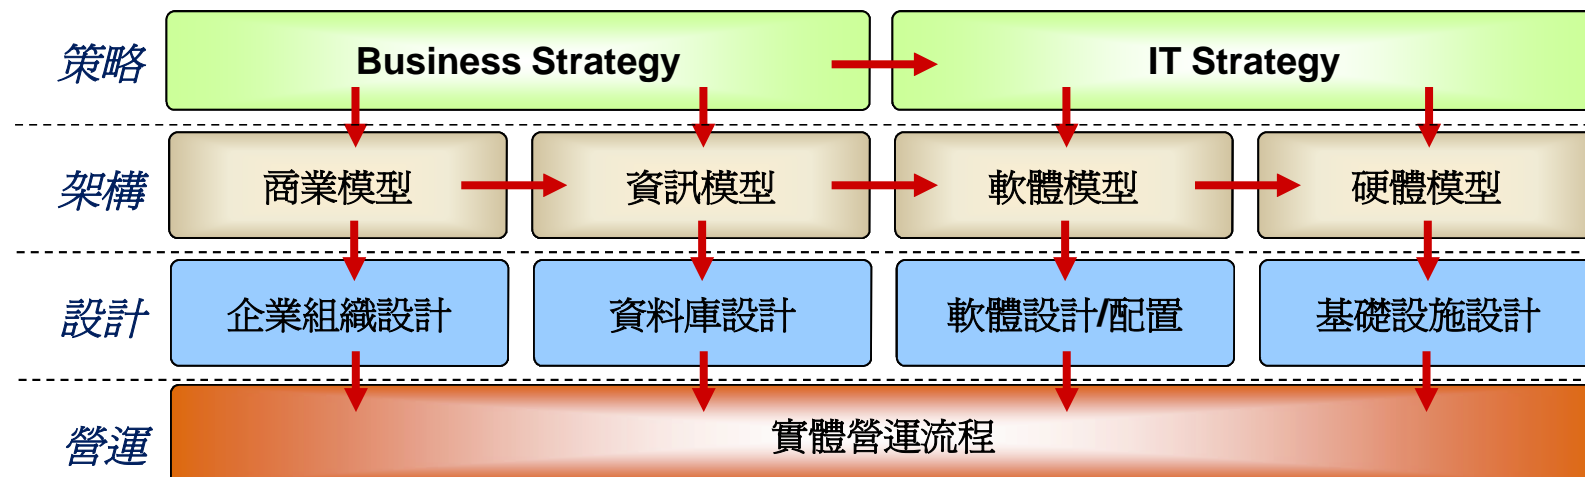 策略
Business Strategy
IT Strategy
架構
商業模型
資訊模型
軟體模型
硬體模型
設計
企業組織設計
資料庫設計
軟體設計/配置
基礎設施設計
營運
實體營運流程